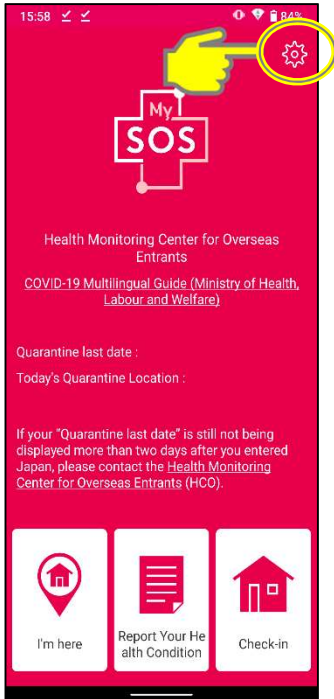 15:58 84%
My
SOS
Health Monitoring Center for Overseas
Entrants
COVID-19 Multilingual Guide (Ministry of Health,
Labour and Welfare)
Quarantine last date :
Today's Quarantine Location :
If your "Quarantine last date" is still not being
displayed more than two days after you entered
Japan, please contact the Health Monitoring
Center for Overseas Entrants (HCO).
I'm here
Report Your He
alth Condition
Check-in